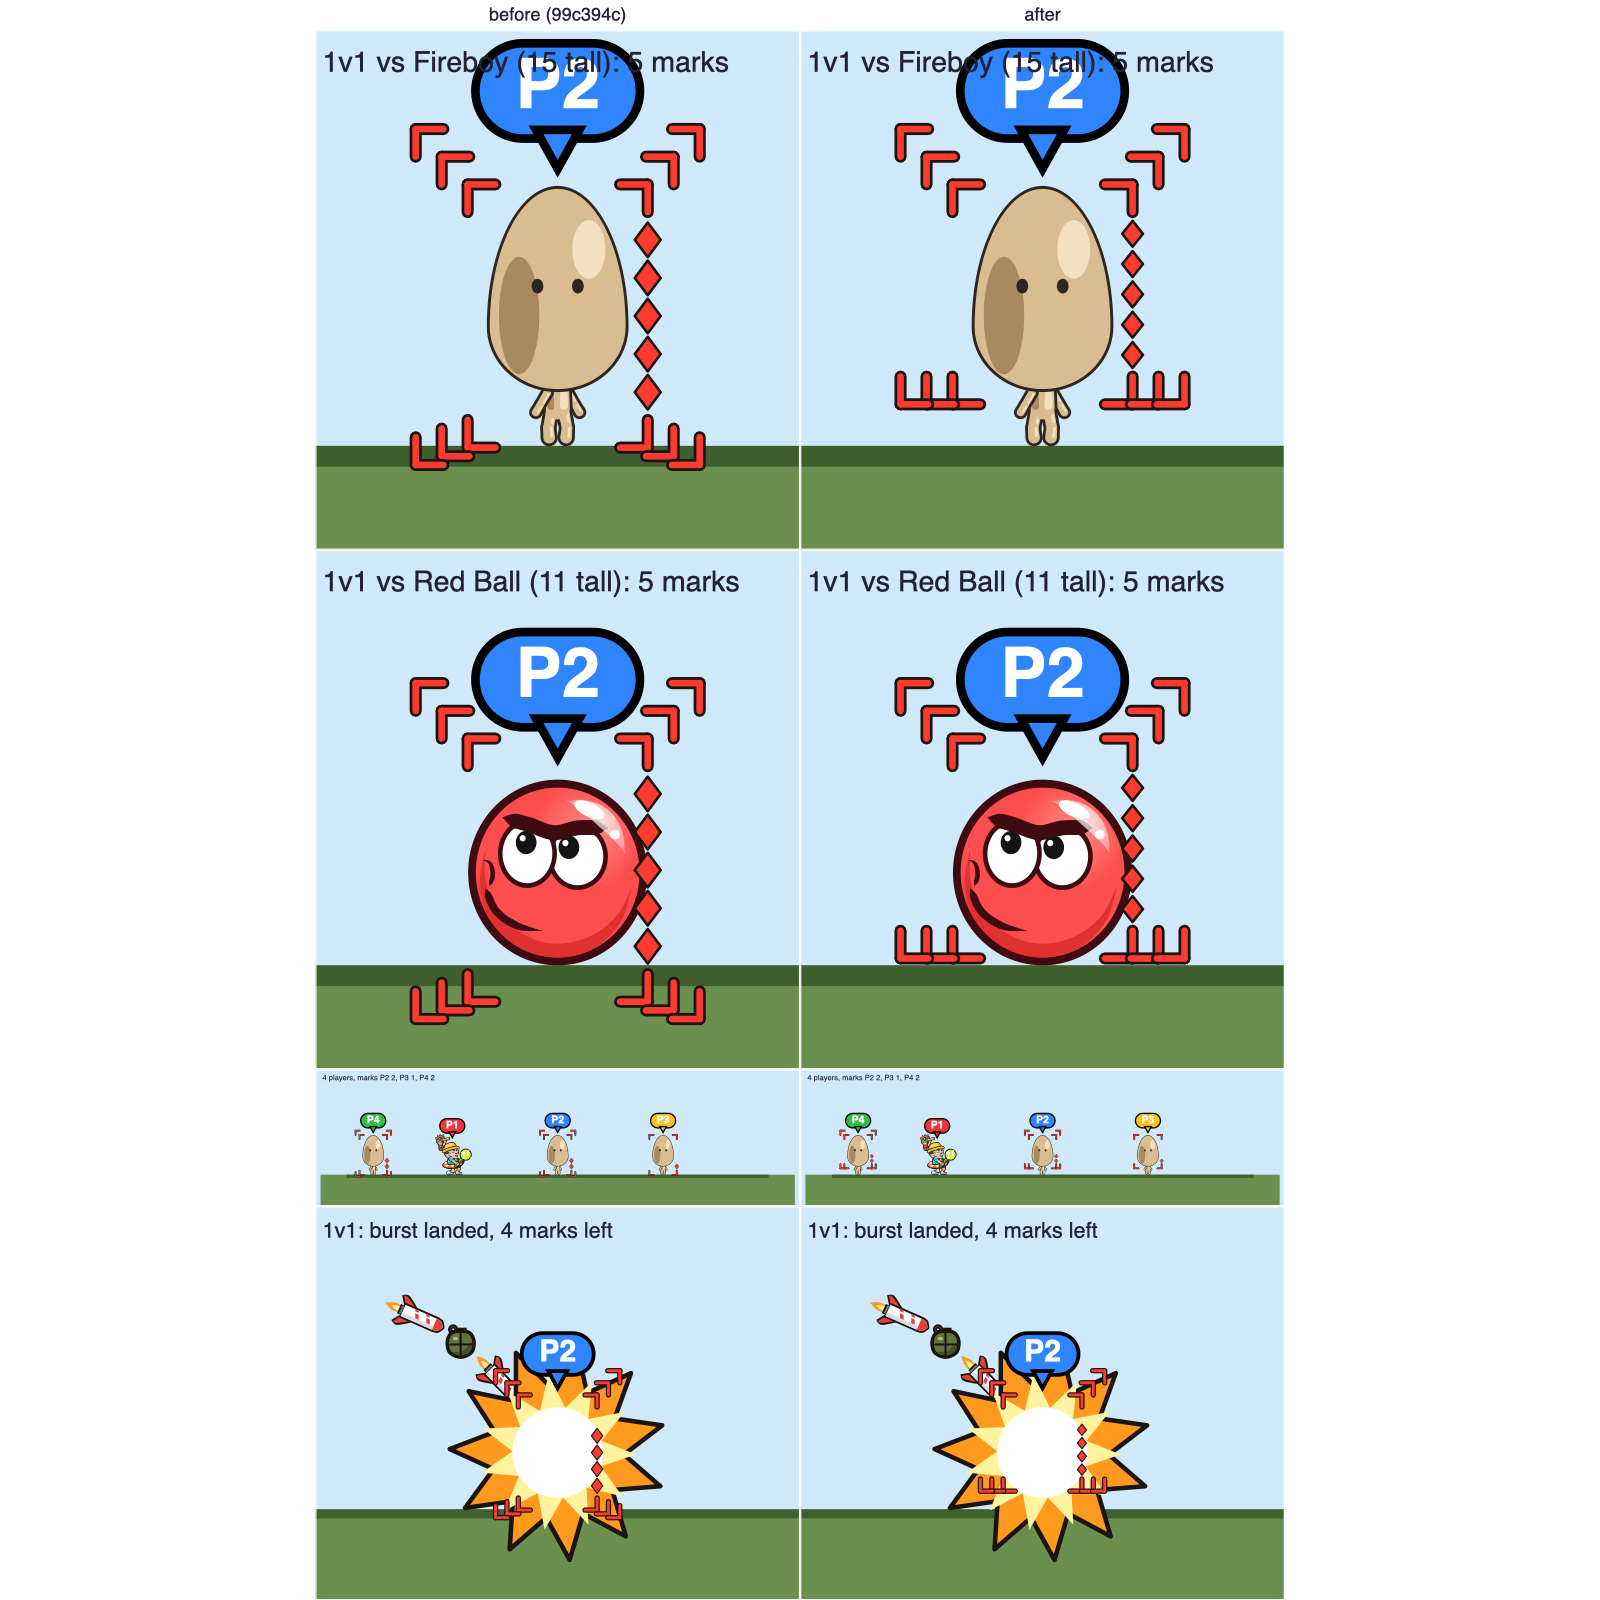 before (99c394c)
after
1v1 vs Fireboy (15 tall): 5 marks
P2
1v1 vs Fireboy (15 tall): 5 marks
P2
1v1 vs Red Ball (11 tall): 5 marks
P2
1v1 vs Red Ball (11 tall): 5 marks
P2
4 players, marks P2 2, P3 1, P4 2
P4 P1 P2 P3
4 players, marks P2 2, P3 1, P4 2
P4 P1 P2 P3
1v1: burst landed, 4 marks left
P2
1v1: burst landed, 4 marks left
P2